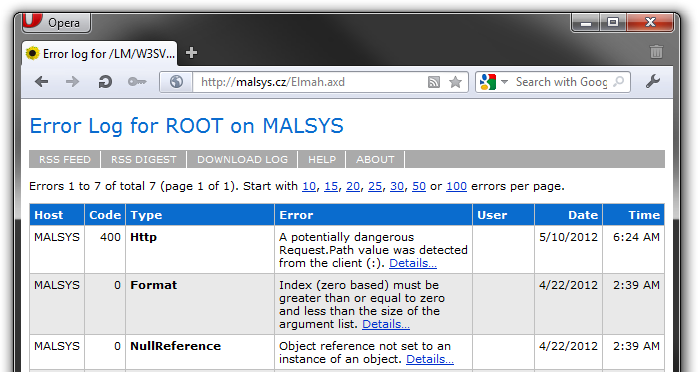 Opera
Error log for /LM/W3SV...
http://malsys.cz/Elmah.axd
Search with Goog
Error Log for ROOT on MALSYS
RSS FEED RSS DIGEST DOWNLOAD LOG HELP ABOUT
Errors 1 to 7 of total 7 (page 1 of 1). Start with 10, 15, 20, 25, 30, 50 or 100 errors per page.
Host Code Type Error User Date Time
MALSYS 400 Http A potentially dangerous 5/10/2012 6:24 AM
Request.Path value was detected
from the client (:). Details...
MALSYS 0 Format Index (zero based) must be 4/22/2012 2:39 AM
greater than or equal to zero
and less than the size of the
argument list. Details...
MALSYS 0 NullReference Object reference not set to an 4/22/2012 2:39 AM
instance of an object. Details...